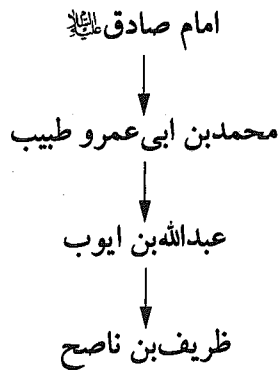 امام صادق علیه‌السلام
محمدبن ابی‌عمرو طبیب
عبدالله‌بن ایوب
ظریف‌بن ناصح